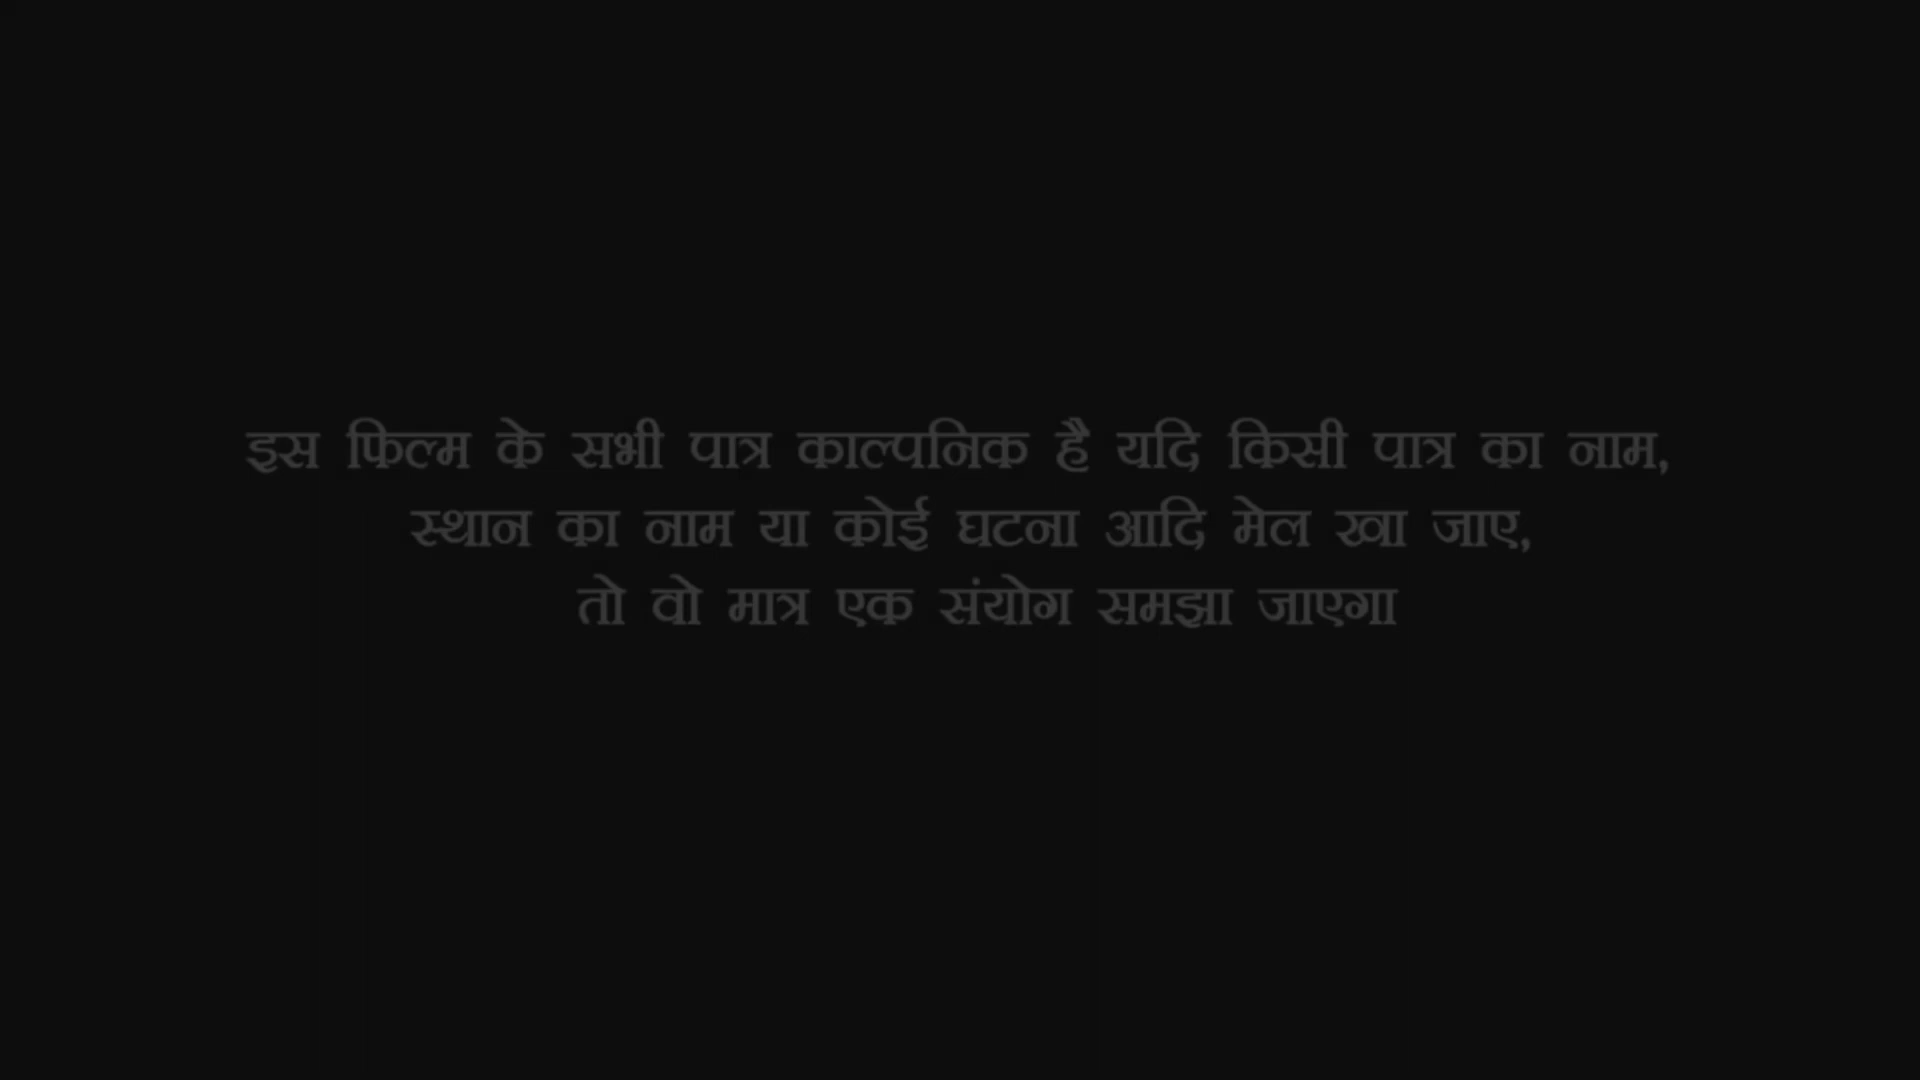 इस फिल्म के सभी पात्र काल्पनिक है यदि किसी पात्र का नाम,
स्थान का नाम या कोई घटना आदि मेल खा जाए,
तो वो मात्र एक संयोग समझा जाएगा